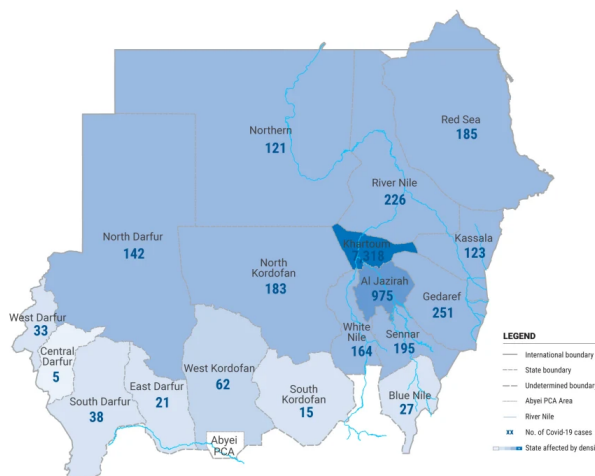 Northern
121
Red Sea
185
River Nile
226
North Darfur
142
North
Kordofan
183
Khartoum
7,318
Kassala
123
Al Jazirah
975
Gedaref
251
West Darfur
33
White
Nile
164
Sennar
195
Central
Darfur
5
West Kordofan
62
East Darfur
21
South Darfur
38
South
Kordofan
15
Blue Nile
27
Abyei
PCA
LEGEND
International boundary
State boundary
Undetermined boundar
Abyei PCA Area
River Nile
XX No. of Covid-19 cases
State affected by densi